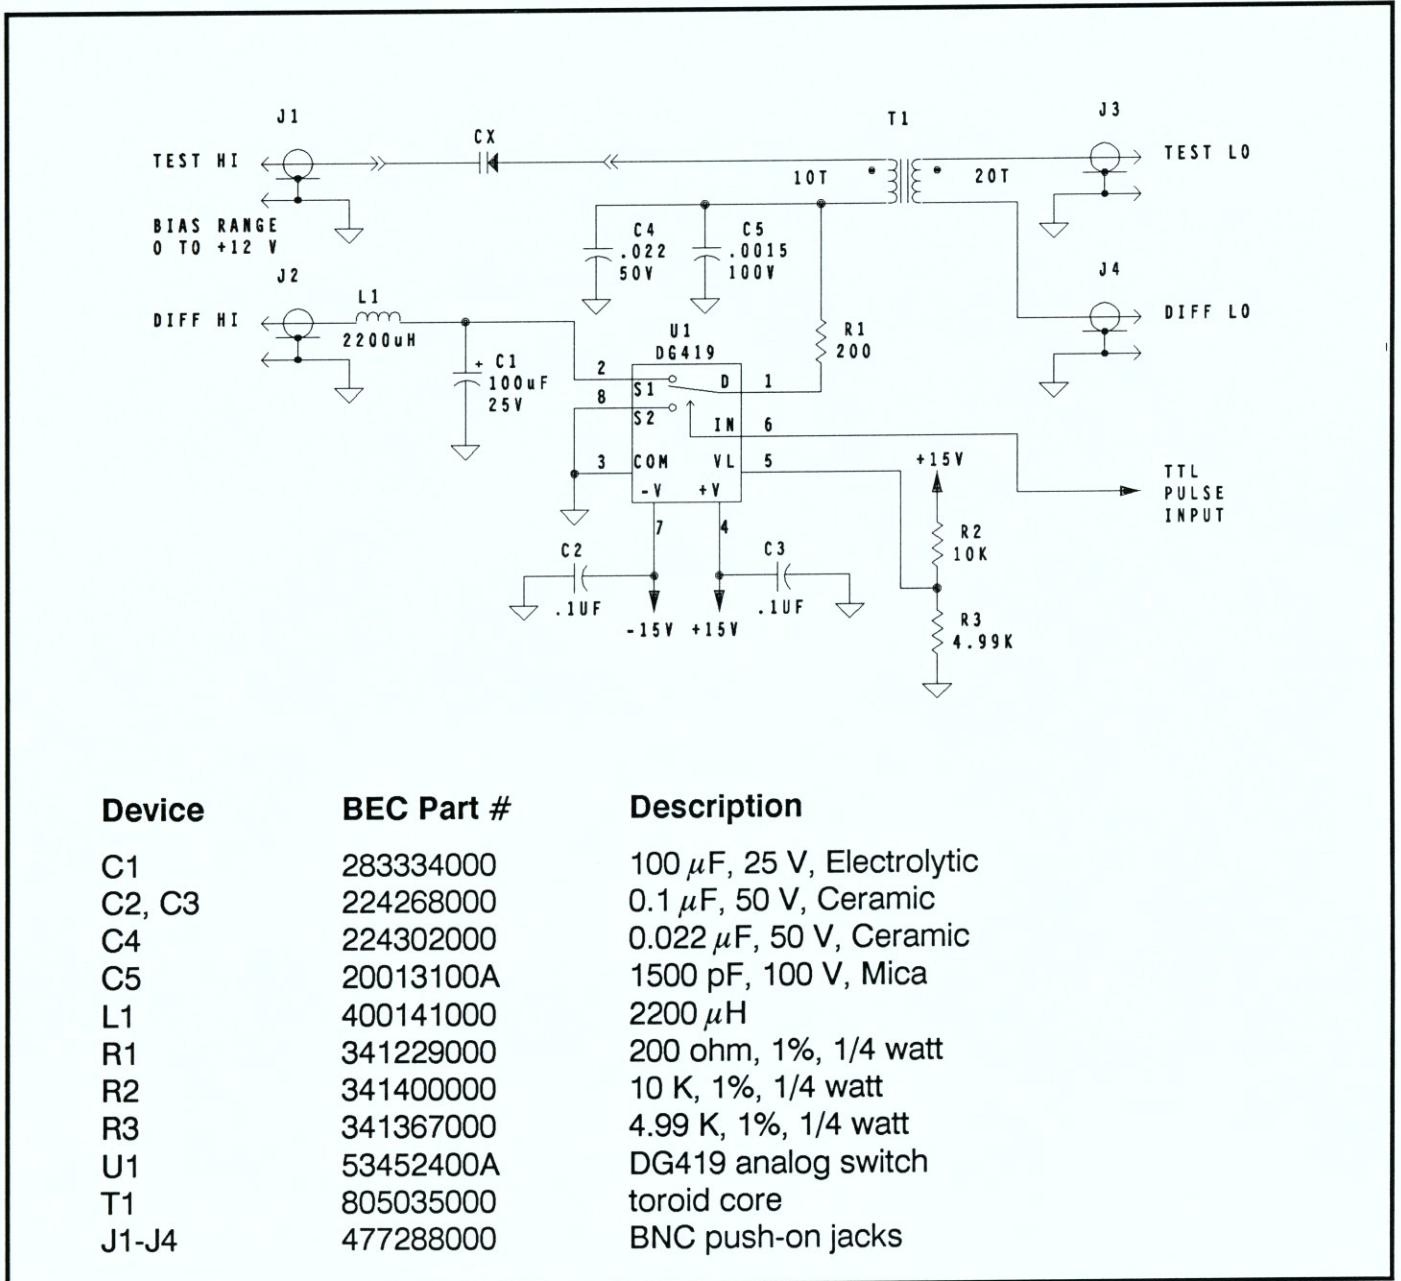 J1
CX
T1
J3
TEST HI
TEST LO
10T
20T
BIAS RANGE
0 TO +12 V
C4
.022
50V
C5
.0015
100V
J2
J4
DIFF HI
L1
2200uH
DIFF LO
U1
DG419
R1
200
+ C1
100uF
25V
2
S1
D
1
8
S2
IN
6
3
COM
VL
5
-V
+V
+15V
TTL
PULSE
INPUT
7
4
R2
10K
C2
.1UF
C3
.1UF
-15V
+15V
R3
4.99K
Device BEC Part # Description
C1 283334000 100 μF, 25 V, Electrolytic
C2, C3 224268000 0.1 μF, 50 V, Ceramic
C4 224302000 0.022 μF, 50 V, Ceramic
C5 20013100A 1500 pF, 100 V, Mica
L1 400141000 2200 μH
R1 341229000 200 ohm, 1%, 1/4 watt
R2 341400000 10 K, 1%, 1/4 watt
R3 341367000 4.99 K, 1%, 1/4 watt
U1 53452400A DG419 analog switch
T1 805035000 toroid core
J1-J4 477288000 BNC push-on jacks